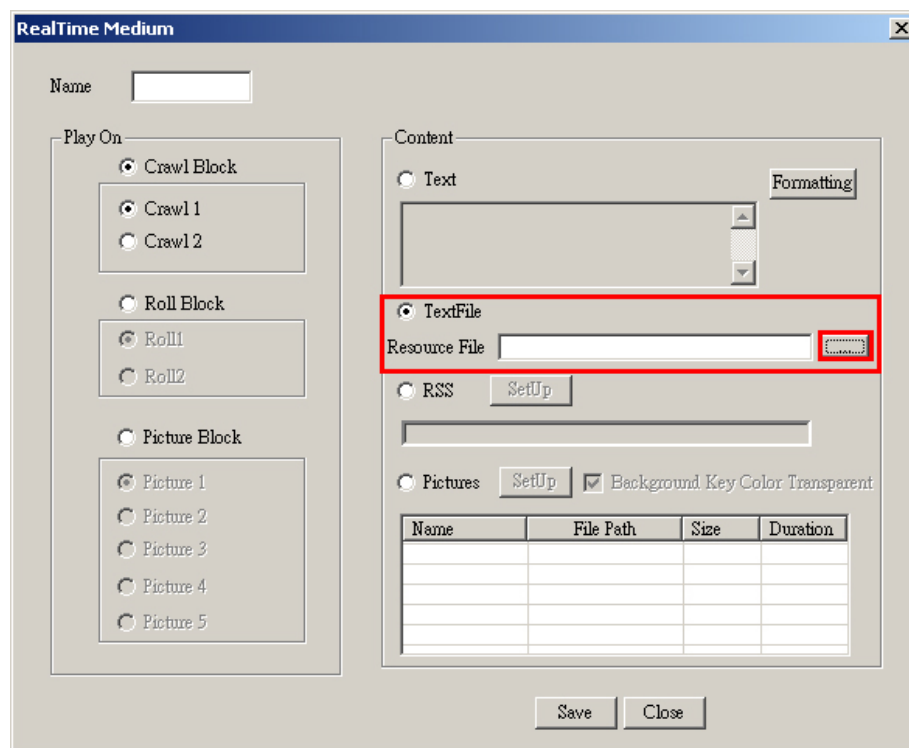 RealTime Medium
Name
Play On
Crawl Block
Crawl 1
Crawl 2
Roll Block
Roll1
Roll2
Picture Block
Picture 1
Picture 2
Picture 3
Picture 4
Picture 5
Content
Text
Formatting
TextFile
Resource File
......
RSS SetUp
Pictures SetUp Background Key Color Transparent
Name File Path Size Duration
Save Close